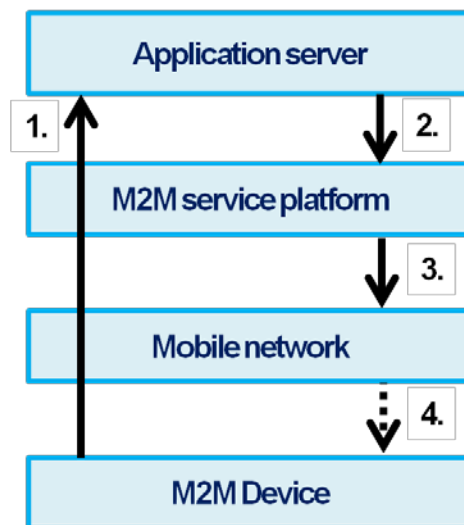 Application server
1.
2.
M2M service platform
3.
Mobile network
4.
M2M Device